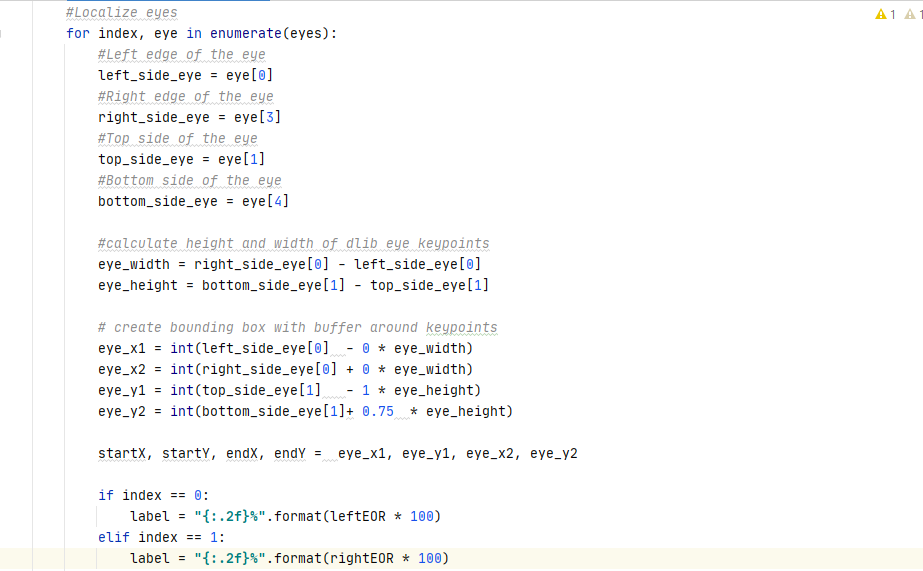 #Localize eyes
for index, eye in enumerate(eyes):
#Left edge of the eye
left_side_eye = eye[0]
#Right edge of the eye
right_side_eye = eye[3]
#Top side of the eye
top_side_eye = eye[1]
#Bottom side of the eye
bottom_side_eye = eye[4]
#calculate height and width of dlib eye keypoints
eye_width = right_side_eye[0] - left_side_eye[0]
eye_height = bottom_side_eye[1] - top_side_eye[1]
# create bounding box with buffer around keypoints
eye_x1 = int(left_side_eye[0]  - 0 * eye_width)
eye_x2 = int(right_side_eye[0] + 0 * eye_width)
eye_y1 = int(top_side_eye[1]   - 1 * eye_height)
eye_y2 = int(bottom_side_eye[1]+ 0.75  * eye_height)
startX, startY, endX, endY =  eye_x1, eye_y1, eye_x2, eye_y2
if index == 0:
label = "{:.2f}%".format(leftEOR * 100)
elif index == 1:
label = "{:.2f}%".format(rightEOR * 100)
1 1